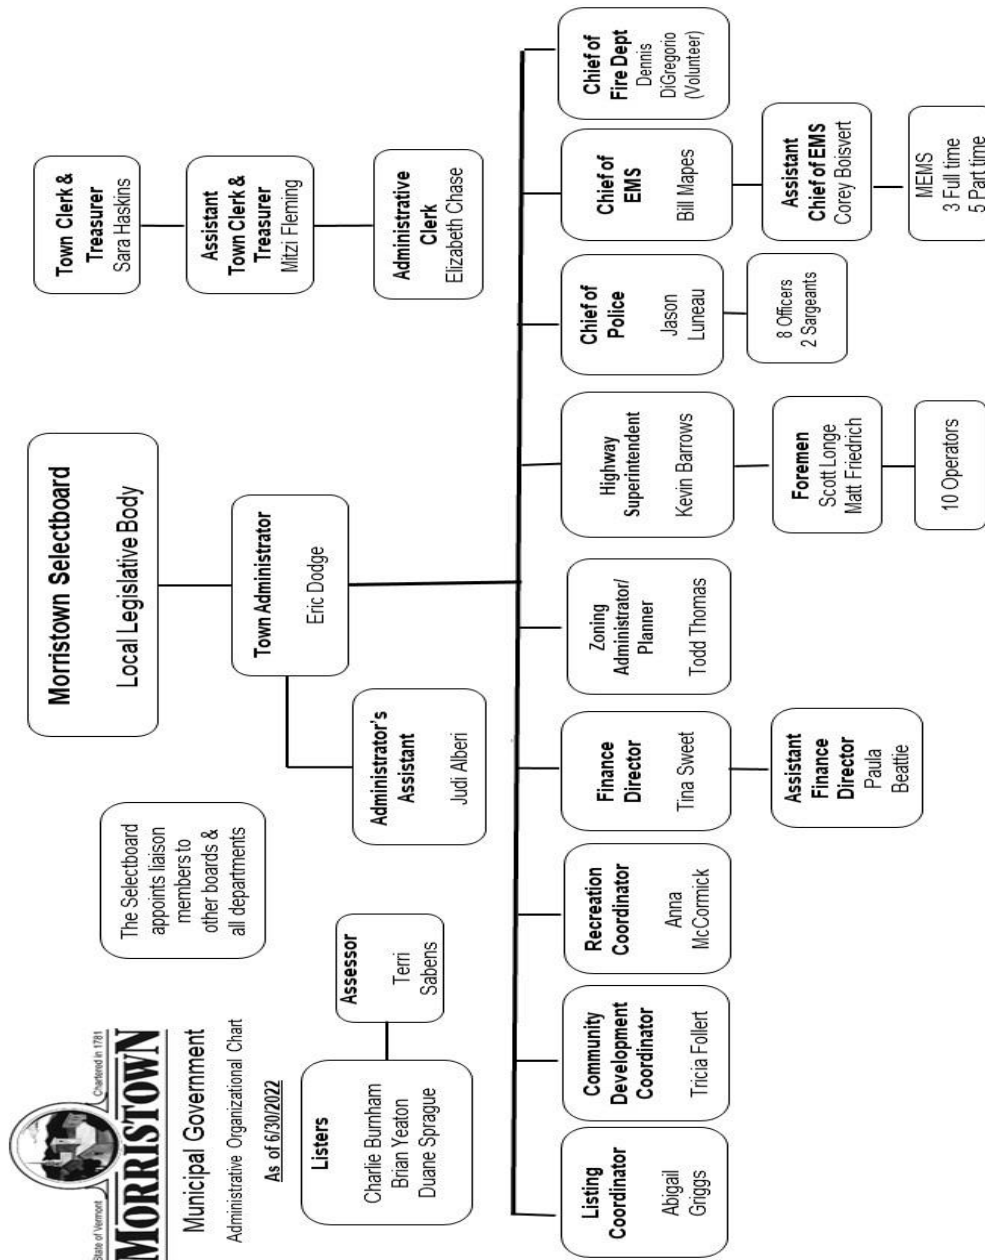 State of Vermont
Chartered in 1781
MORRISTOWN
Municipal Government
Administrative Organizational Chart
As of 6/30/2022
The Selectboard
appoints liaison
members to
other boards &
all departments
Morristown Selectboard
Local Legislative Body
Town Clerk &
Treasurer
Sara Haskins
Assistant
Town Clerk &
Treasurer
Mitzi Fleming
Administrative
Clerk
Elizabeth Chase
Town Administrator
Eric Dodge
Administrator's
Assistant
Judi Alberi
Listers
Charlie Burnham
Brian Yeaton
Duane Sprague
Assessor
Terri
Sabens
Listing
Coordinator
Abigail
Griggs
Community
Development
Coordinator
Tricia Follert
Recreation
Coordinator
Anna
McCormick
Finance
Director
Tina Sweet
Assistant
Finance
Director
Paula
Beattie
Zoning
Administrator/
Planner
Todd Thomas
Highway
Superintendent
Kevin Barrows
Foremen
Scott Longe
Matt Friedrich
10 Operators
Chief of
Police
Jason
Luneau
8 Officers
2 Sargeants
Chief of
EMS
Bill Mapes
Assistant
Chief of EMS
Corey Boisvert
MEMS
3 Full time
5 Part time
Chief of
Fire Dept
Dennis
DiGregorio
(Volunteer)